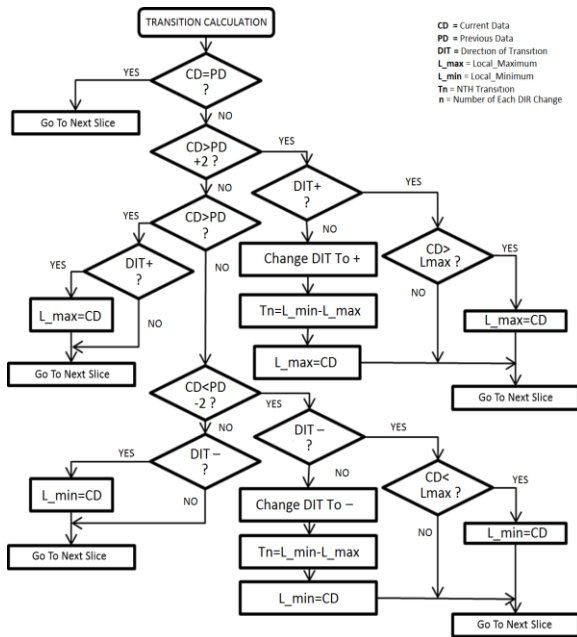 TRANSITION CALCULATION
CD = Current Data
PD = Previous Data
DIT = Direction of Transition
L_max = Local_Maximum
L_min = Local_Minimum
Tn = NTH Transition
n = Number of Each DIR Change
YES
CD=PD
?
Go To Next Slice
NO
CD>PD
+2 ?
YES
NO
DIT+
?
YES
YES
CD>PD
?
NO
CD>
Lmax ?
YES
DIT+
?
YES
NO
Change DIT To +
NO
L_max=CD
NO
Tn=L_min-L_max
L_max=CD
Go To Next Slice
L_max=CD
CD<PD
-2 ?
YES
Go To Next Slice
NO
DIT –
?
YES
YES
DIT –
?
NO
CD<
Lmax ?
YES
L_min=CD
NO
Change DIT To –
NO
L_min=CD
Tn=L_min-L_max
Go To Next Slice
L_min=CD
Go To Next Slice